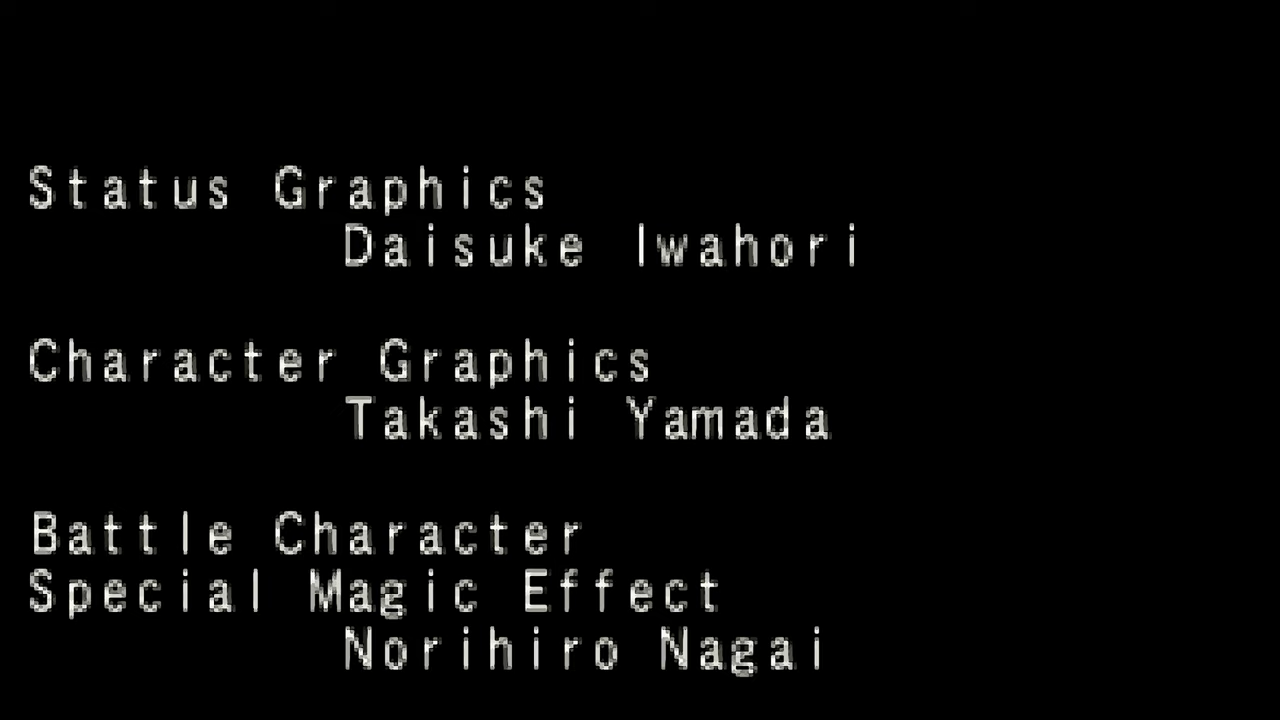 Status Graphics
Daisuke Iwahori
Character Graphics
Takashi Yamada
Battle Character
Special Magic Effect
Norihiro Nagai